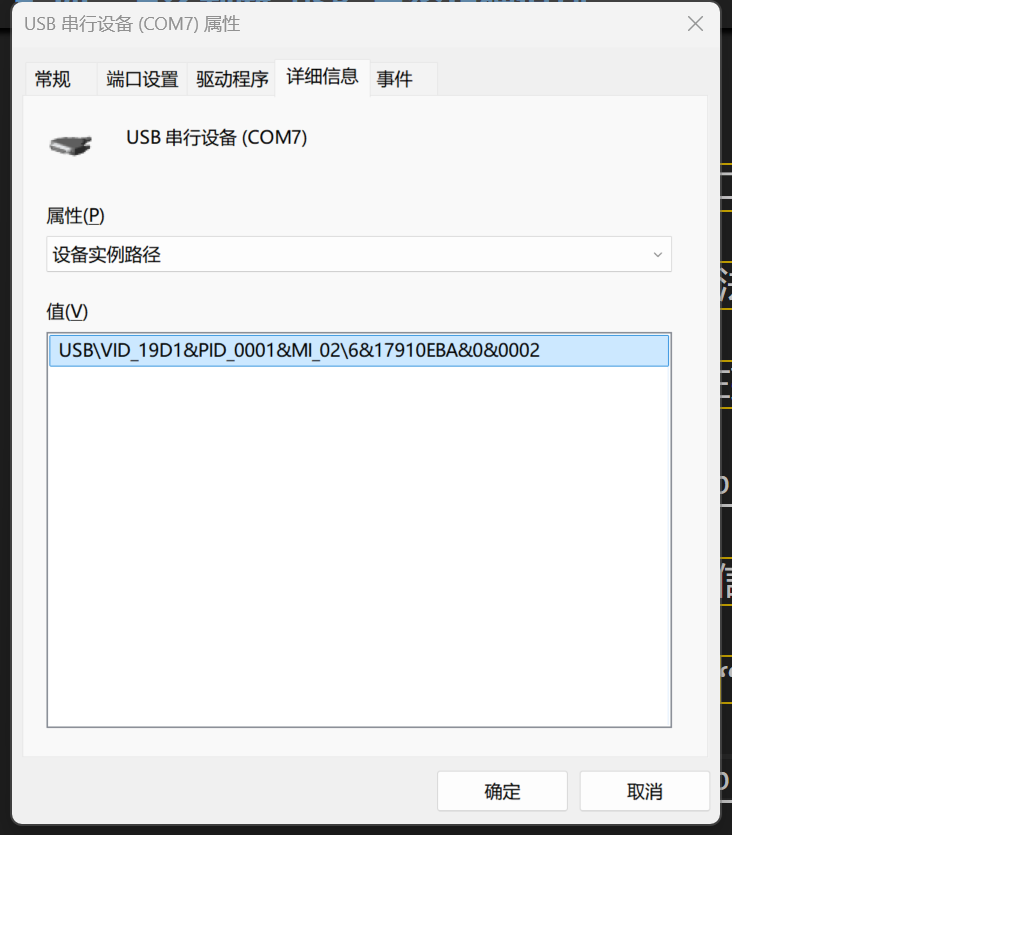 USB 串行设备 (COM7) 属性
常规 端口设置 驱动程序 详细信息 事件
USB 串行设备 (COM7)
属性(P)
设备实例路径
值(V)
USB\VID_19D1&PID_0001&MI_02\6&17910EBA&0&0002
确定 取消